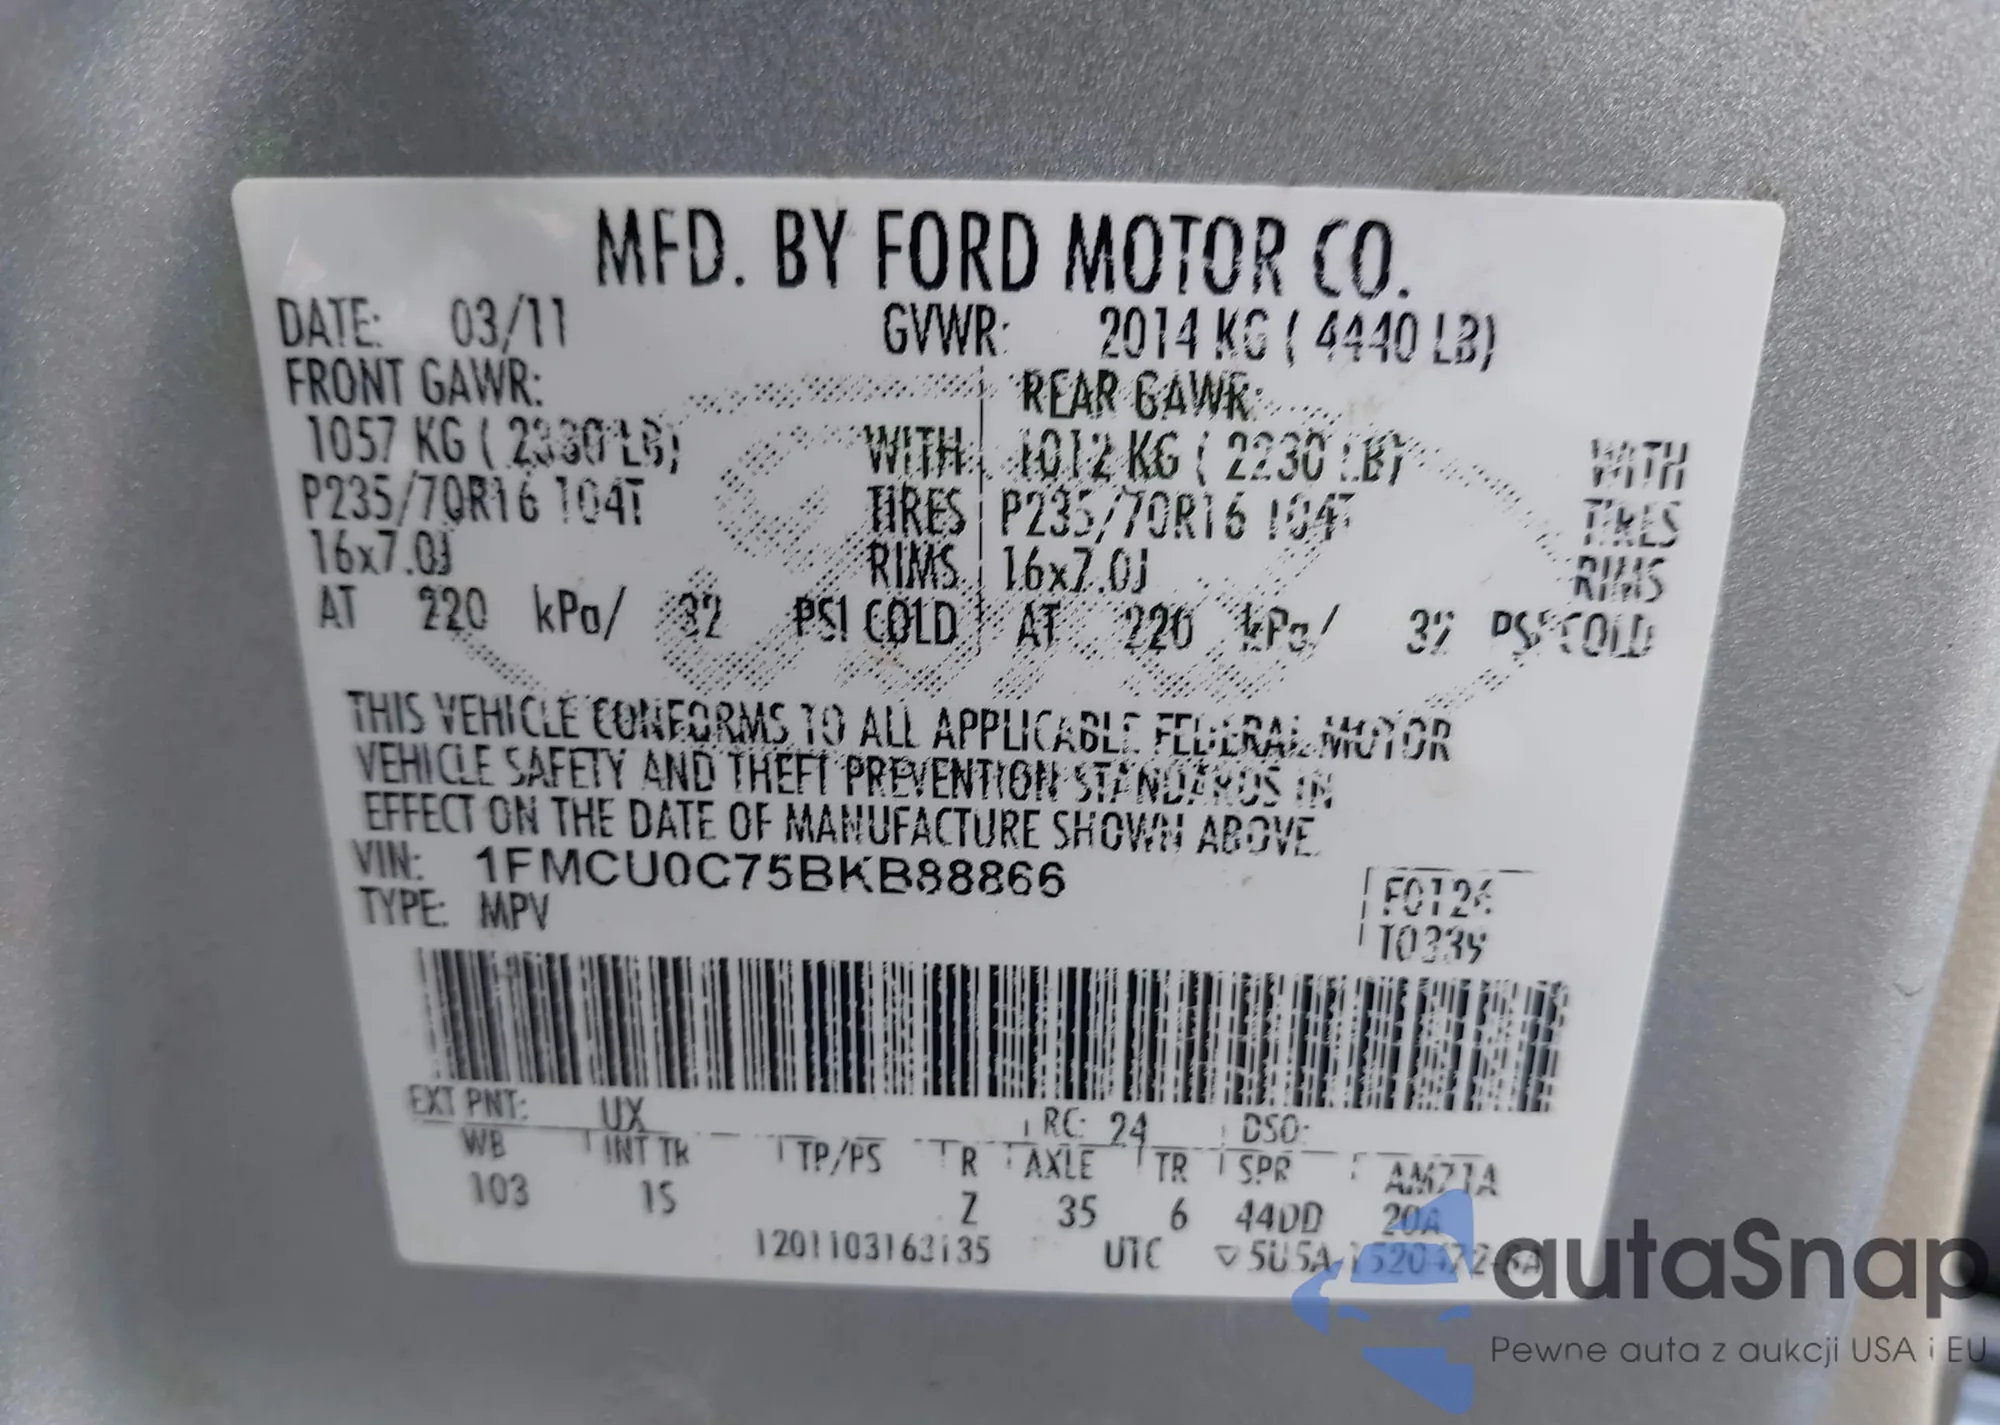 MFD. BY FORD MOTOR CO.
DATE: 03/11 GVWR: 2014 KG ( 4440 LB)
FRONT GAWR: REAR GAWR:
1057 KG ( 2330 LB) WITH 1012 KG ( 2230 LB) WITH
P235/70R16 104T TIRES P235/70R16 104T TIRES
16x7.0J RIMS 16x7.0J RIMS
AT 220 kPa/ 32 PSI COLD AT 220 kPa/ 32 PSI COLD
THIS VEHICLE CONFORMS TO ALL APPLICABLE FEDERAL MOTOR
VEHICLE SAFETY AND THEFT PREVENTION STANDARDS IN
EFFECT ON THE DATE OF MANUFACTURE SHOWN ABOVE.
VIN: 1FMCU0C75BKB88866
TYPE: MPV
F0126
T0339
EXT PNT: UX RC: 24 DSO:
WB INT TR TP/PS R AXLE TR SPR
103 1S Z 35 6 44DD 20A
1201103163135 UTC
autaSnap
Pewne auta z aukcji USA i EU